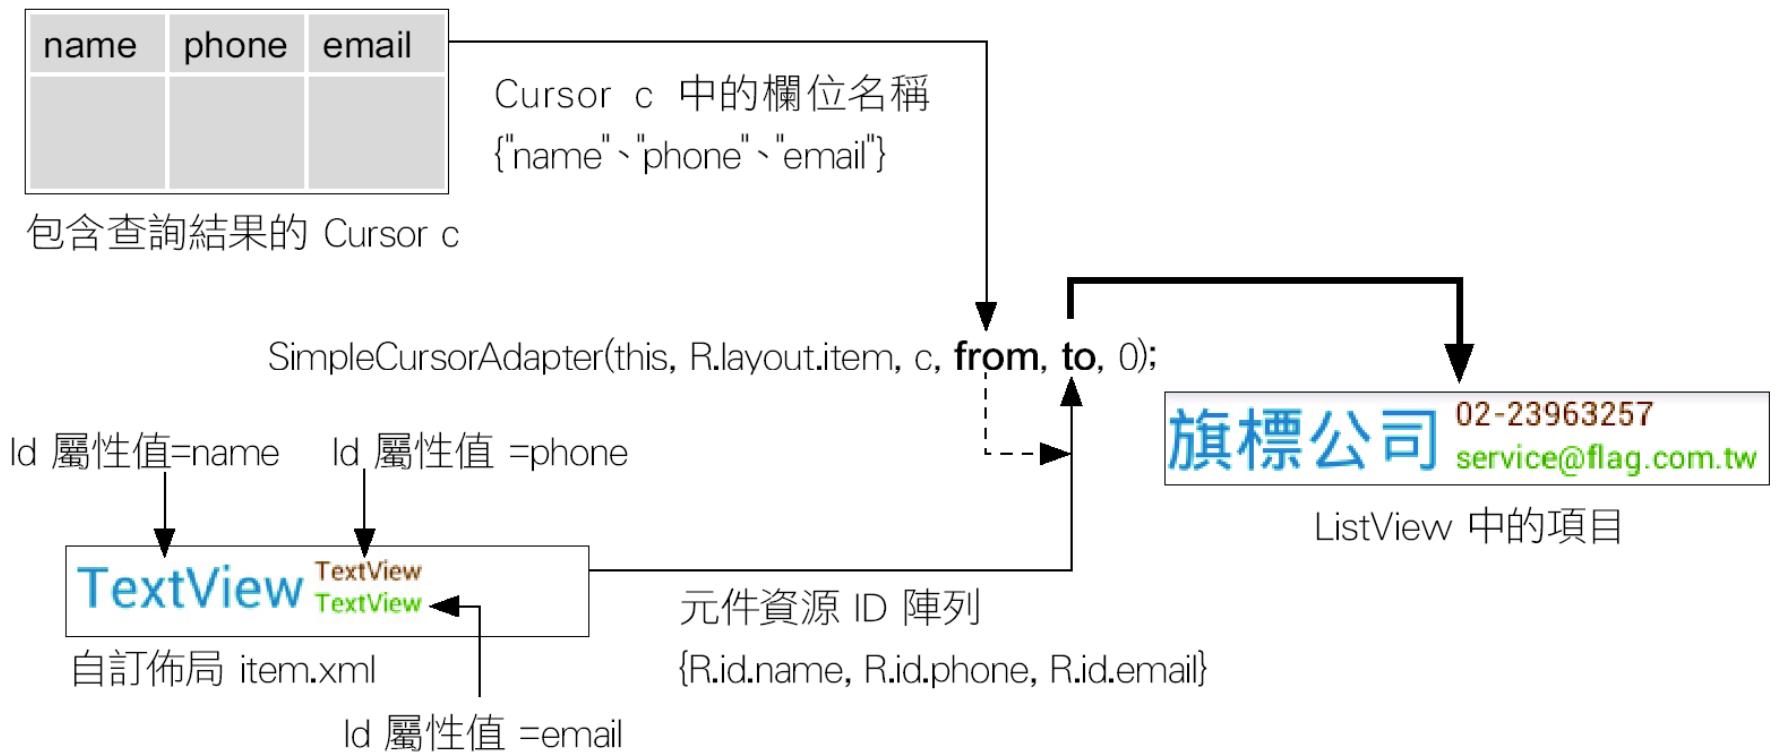 name phone email
Cursor c 中的欄位名稱
{"name"、"phone"、"email"}
包含查詢結果的 Cursor c
SimpleCursorAdapter(this, R.layout.item, c, from, to, 0);
旗標公司
02-23963257
service@flag.com.tw
ListView 中的項目
Id 屬性值=name
Id 屬性值 =phone
TextView
TextView
TextView
自訂佈局 item.xml
Id 屬性值 =email
元件資源 ID 陣列
{R.id.name, R.id.phone, R.id.email}